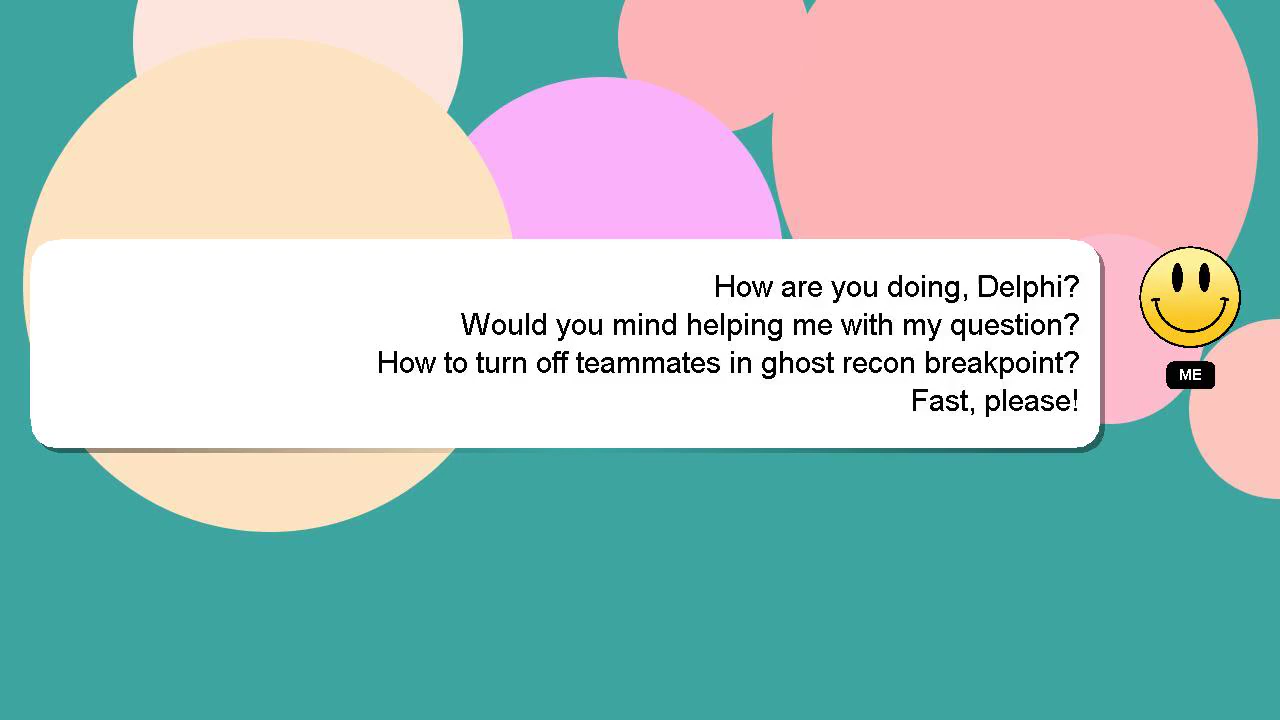 How are you doing, Delphi?
Would you mind helping me with my question?
How to turn off teammates in ghost recon breakpoint?
Fast, please!
ME